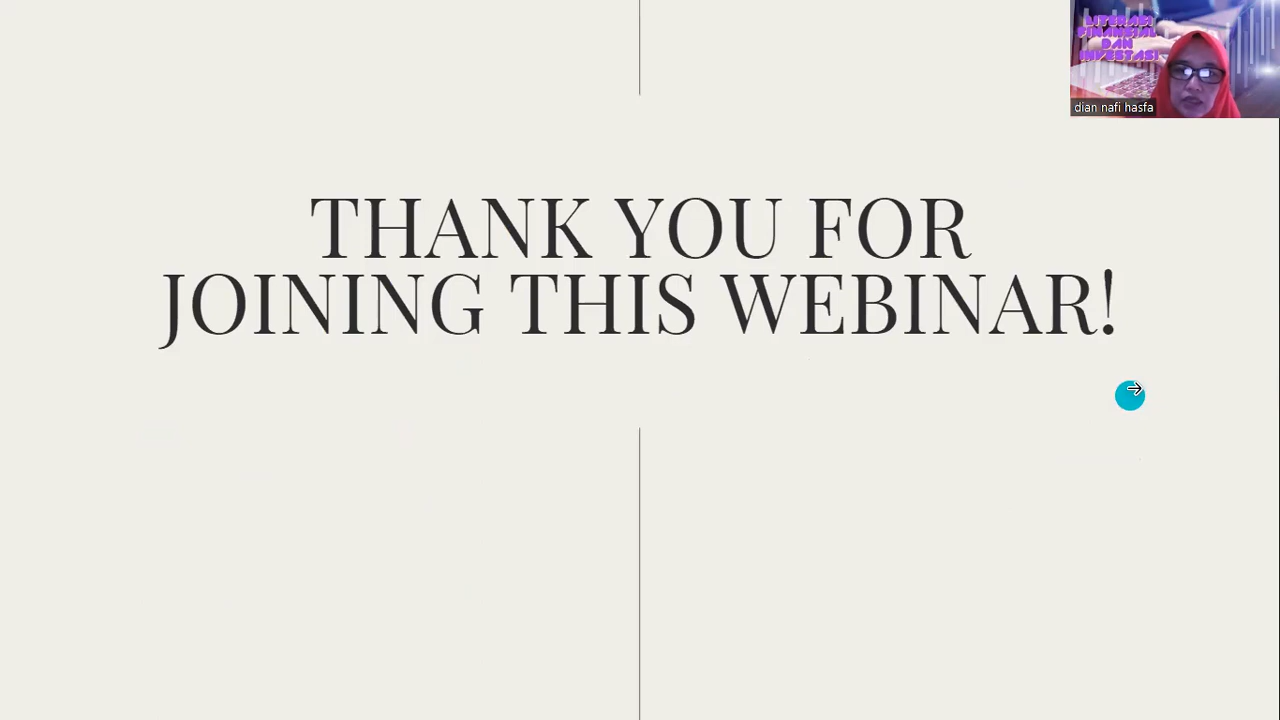 LITERASI
FINANSIAL
DAN
INVESTASI
dian nafi hasfa
THANK YOU FOR
JOINING THIS WEBINAR!